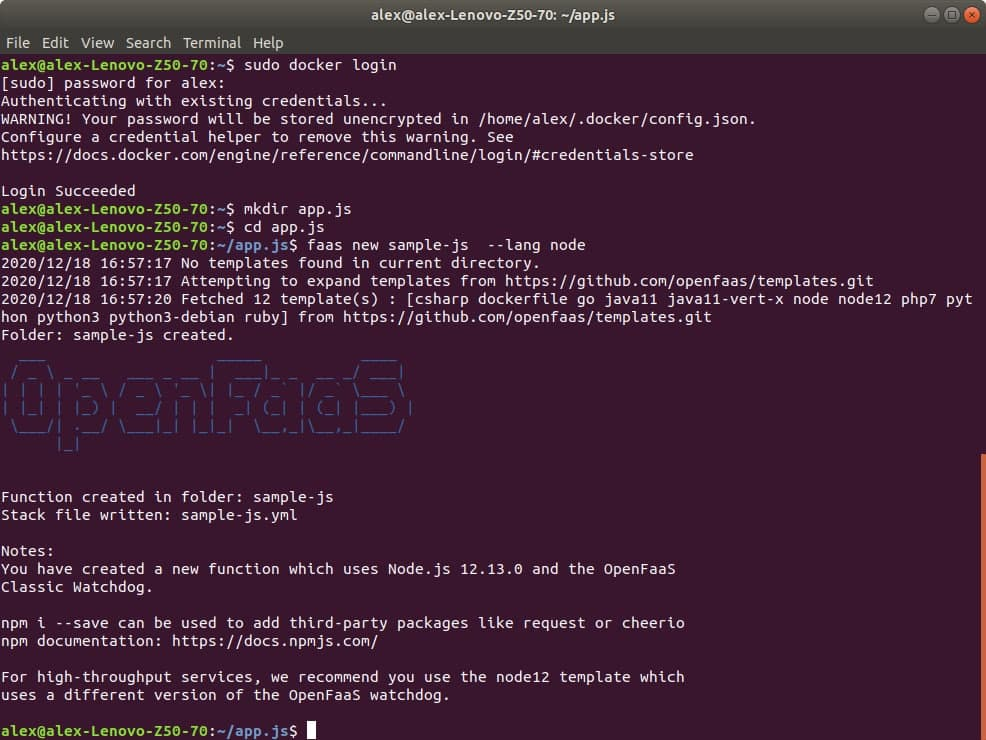 alex@alex-Lenovo-Z50-70: ~/app.js
File Edit View Search Terminal Help
alex@alex-Lenovo-Z50-70:~$ sudo docker login
[sudo] password for alex:
Authenticating with existing credentials...
WARNING! Your password will be stored unencrypted in /home/alex/.docker/config.json.
Configure a credential helper to remove this warning. See
https://docs.docker.com/engine/reference/commandline/login/#credentials-store
Login Succeeded
alex@alex-Lenovo-Z50-70:~$ mkdir app.js
alex@alex-Lenovo-Z50-70:~$ cd app.js
alex@alex-Lenovo-Z50-70:~/app.js$ faas new sample-js  --lang node
2020/12/18 16:57:17 No templates found in current directory.
2020/12/18 16:57:17 Attempting to expand templates from https://github.com/openfaas/templates.git
2020/12/18 16:57:20 Fetched 12 template(s) : [csharp dockerfile go java11 java11-vert-x node node12 php7 pyt
hon python3 python3-debian ruby] from https://github.com/openfaas/templates.git
Folder: sample-js created.
OpenFaaS
Function created in folder: sample-js
Stack file written: sample-js.yml
Notes:
You have created a new function which uses Node.js 12.13.0 and the OpenFaaS
Classic Watchdog.
npm i --save can be used to add third-party packages like request or cheerio
npm documentation: https://docs.npmjs.com/
For high-throughput services, we recommend you use the node12 template which
uses a different version of the OpenFaaS watchdog.
alex@alex-Lenovo-Z50-70:~/app.js$